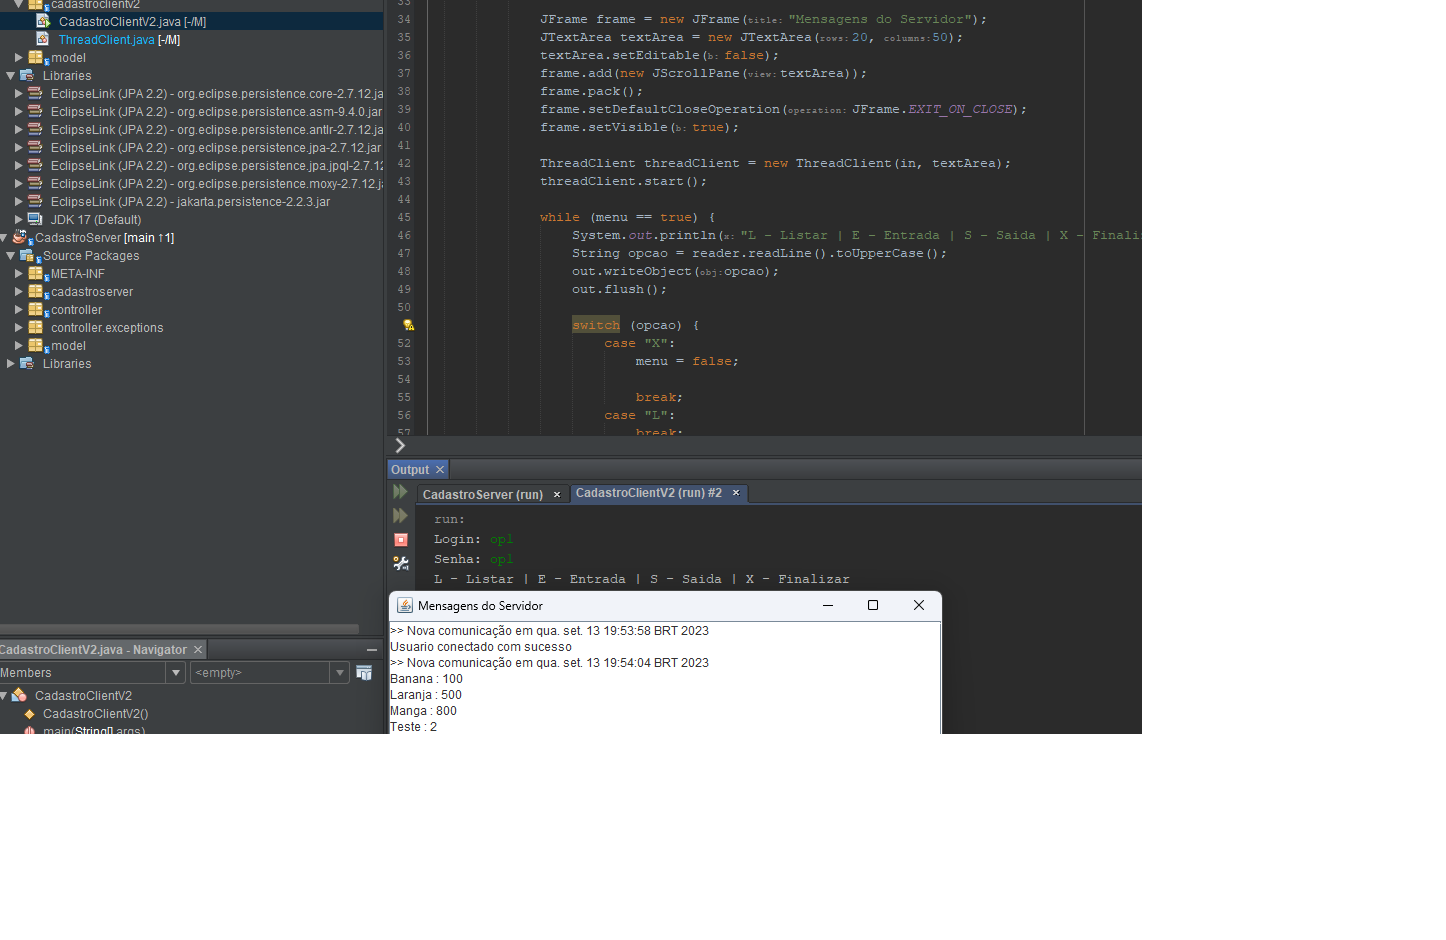 cadastroclientv2
CadastroClientV2.java [-/M]
ThreadClient.java [-/M]
model
Libraries
EclipseLink (JPA 2.2) - org.eclipse.persistence.core-2.7.12.ja
EclipseLink (JPA 2.2) - org.eclipse.persistence.asm-9.4.0.jar
EclipseLink (JPA 2.2) - org.eclipse.persistence.antlr-2.7.12.ja
EclipseLink (JPA 2.2) - org.eclipse.persistence.jpa-2.7.12.jar
EclipseLink (JPA 2.2) - org.eclipse.persistence.jpa.jpql-2.7.12
EclipseLink (JPA 2.2) - org.eclipse.persistence.moxy-2.7.12.ja
EclipseLink (JPA 2.2) - jakarta.persistence-2.2.3.jar
JDK 17 (Default)
CadastroServer [main ↑1]
Source Packages
META-INF
cadastroserver
controller
controller.exceptions
model
Libraries
CadastroClientV2.java - Navigator
Members
<empty>
CadastroClientV2
CadastroClientV2()
main(String[] args)
33
34 JFrame frame = new JFrame(title: "Mensagens do Servidor");
35 JTextArea textArea = new JTextArea(rows: 20, columns: 50);
36 textArea.setEditable(b: false);
37 frame.add(new JScrollPane(view: textArea));
38 frame.pack();
39 frame.setDefaultCloseOperation(operation: JFrame.EXIT_ON_CLOSE);
40 frame.setVisible(b: true);
41
42 ThreadClient threadClient = new ThreadClient(in, textArea);
43 threadClient.start();
44
45 while (menu == true) {
46 System.out.println(x: "L - Listar | E - Entrada | S - Saida | X - Finaliz
47 String opcao = reader.readLine().toUpperCase();
48 out.writeObject(obj: opcao);
49 out.flush();
50
switch (opcao) {
52 case "X":
53 menu = false;
54
55 break;
56 case "L":
57 break;
Output
CadastroServer (run)
CadastroClientV2 (run) #2
run:
Login: op1
Senha: op1
L - Listar | E - Entrada | S - Saida | X - Finalizar
Mensagens do Servidor
>> Nova comunicação em qua. set. 13 19:53:58 BRT 2023
Usuario conectado com sucesso
>> Nova comunicação em qua. set. 13 19:54:04 BRT 2023
Banana : 100
Laranja : 500
Manga : 800
Teste : 2